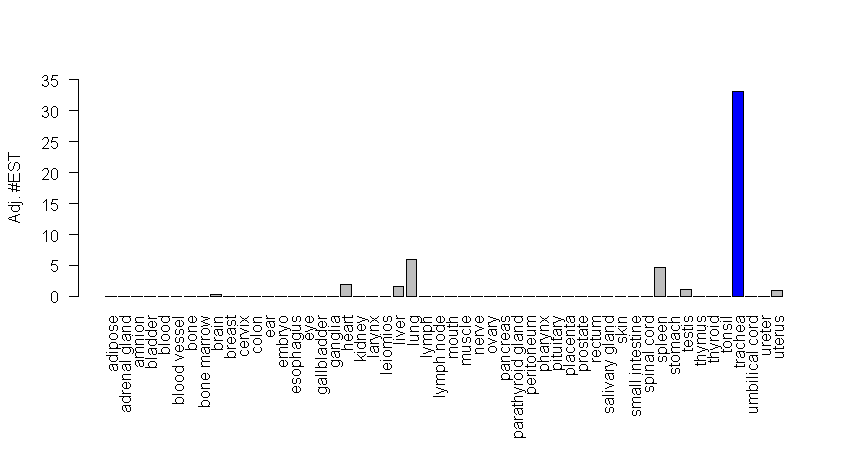 Adj. #EST
35
30
25
20
15
10
5
0
adipose
adrenal gland
amnion
bladder
blood
blood vessel
bone
bone marrow
brain
breast
cervix
colon
ear
embryo
esophagus
eye
gallbladder
ganglia
heart
kidney
larynx
leiomios
liver
lung
lymph
lymph node
mouth
muscle
nerve
ovary
pancreas
parathyroid gland
peritoneum
pharynx
pituitary
placenta
prostate
rectum
salivary gland
skin
small intestine
spinal cord
spleen
stomach
testis
thymus
thyroid
tonsil
trachea
umbilical cord
ureter
uterus